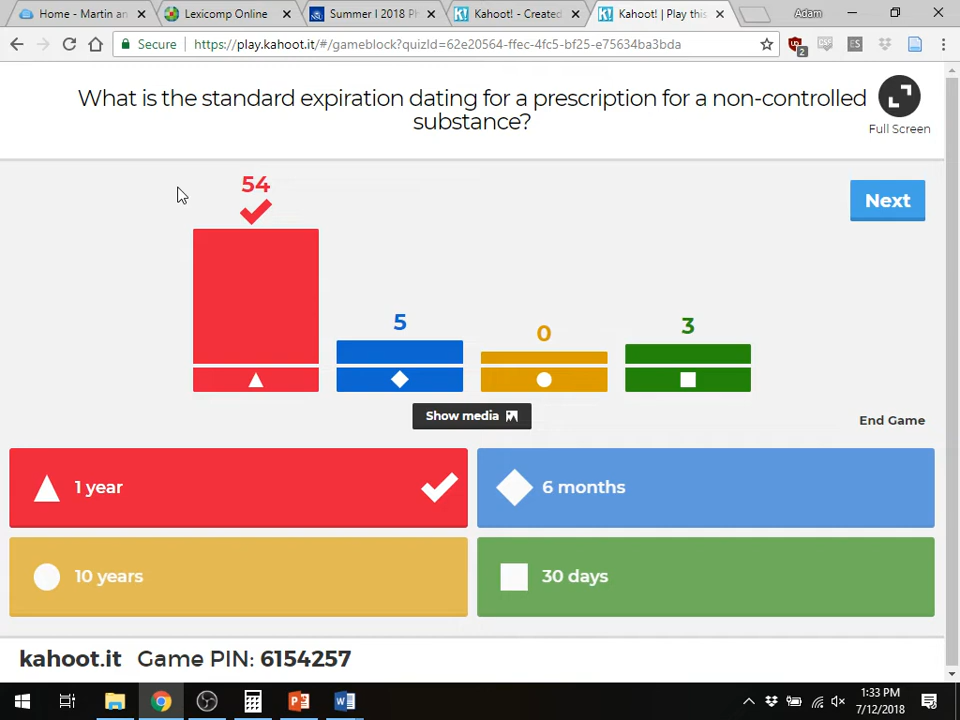 Home - Martin an
Lexicomp Online
Summer I 2018 Ph
Kahoot! - Created
Kahoot! | Play this
Adam
Secure
https://play.kahoot.it/#/gameblock?quizId=62e20564-ffec-4fc5-bf25-e75634ba3bda
2
ES
What is the standard expiration dating for a prescription for a non-controlled
substance?
Full Screen
54
5
0
3
Next
Show media
End Game
1 year
6 months
10 years
30 days
kahoot.it Game PIN: 6154257
1:33 PM
7/12/2018